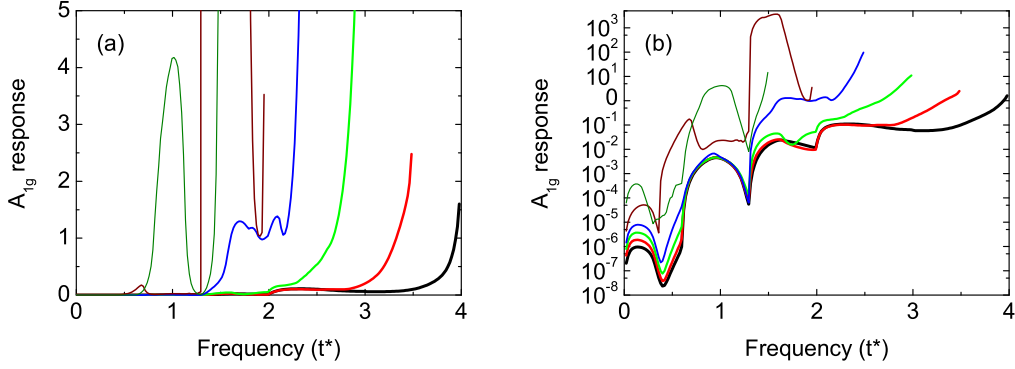 (a)
A1g response
5
4
3
2
1
0
0 1 2 3 4
Frequency (t*)
(b)
A1g response
10^3
10^2
10^1
0
10^-1
10^-2
10^-3
10^-4
10^-5
10^-6
10^-7
10^-8
0 1 2 3 4
Frequency (t*)